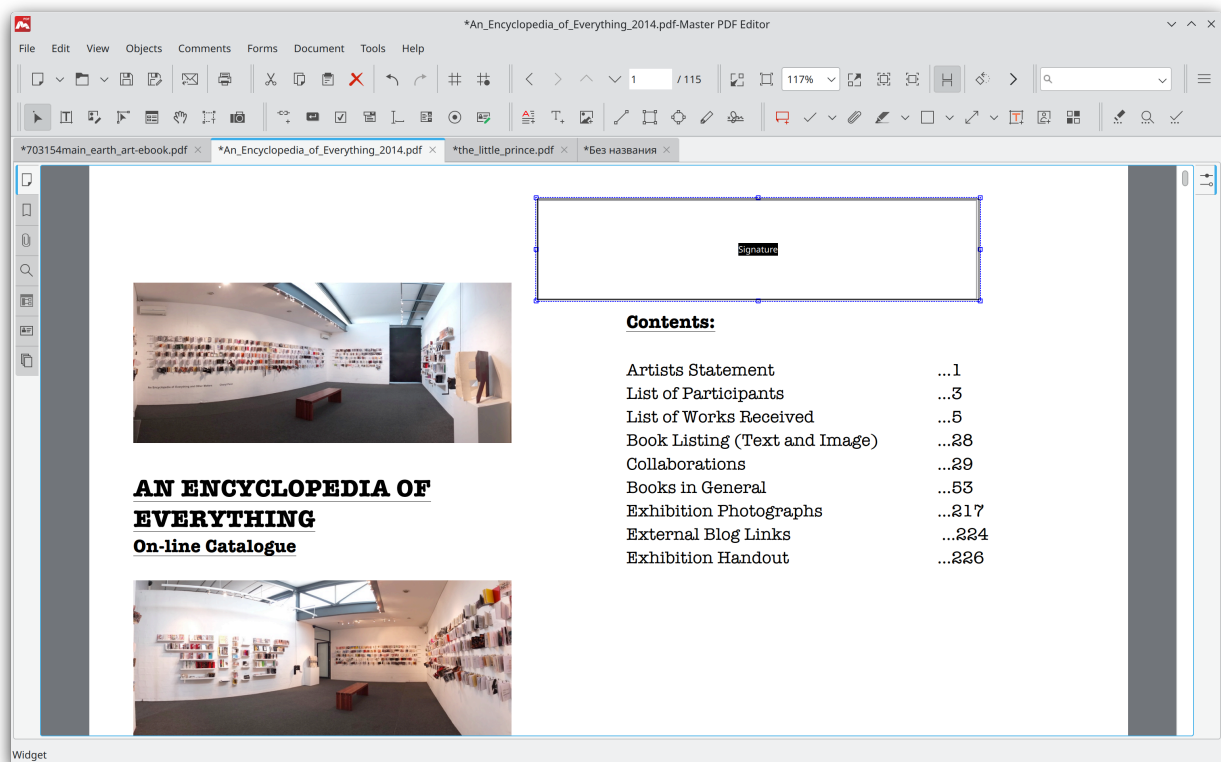 *An_Encyclopedia_of_Everything_2014.pdf-Master PDF Editor
File Edit View Objects Comments Forms Document Tools Help
1 / 115 117%
*703154main_earth_art-ebook.pdf *An_Encyclopedia_of_Everything_2014.pdf *the_little_prince.pdf *Без названия
Signature
AN ENCYCLOPEDIA OF
EVERYTHING
On-line Catalogue
Contents:
Artists Statement ...1
List of Participants ...3
List of Works Received ...5
Book Listing (Text and Image) ...28
Collaborations ...29
Books in General ...53
Exhibition Photographs ...217
External Blog Links ...224
Exhibition Handout ...226
Widget